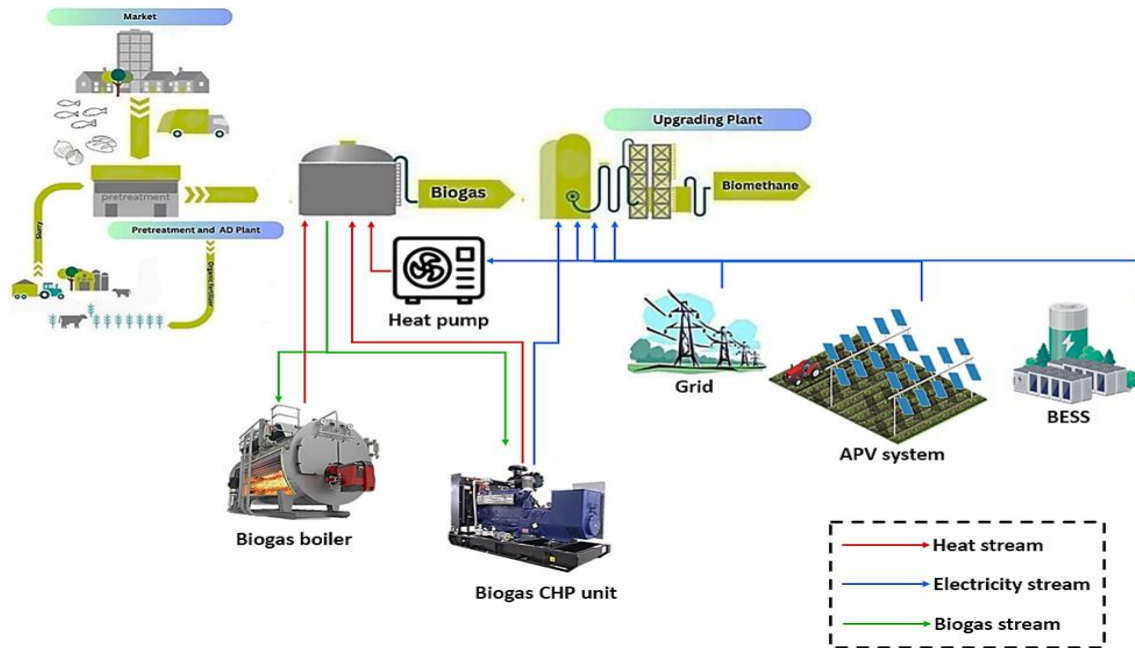 Market
Upgrading Plant
pretreatment
Biogas
Biomethane
Slurry
Pretreatment and AD Plant
Organic fertilizer
Heat pump
Grid
BESS
APV system
Biogas boiler
Biogas CHP unit
Heat stream
Electricity stream
Biogas stream